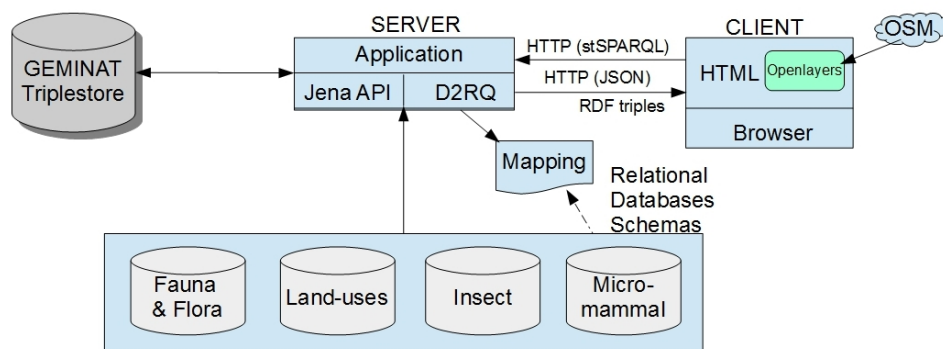 SERVER
CLIENT
OSM
GEMINAT
Triplestore
Application
Jena API
D2RQ
HTTP (stSPARQL)
HTTP (JSON)
RDF triples
HTML
Openlayers
Browser
Mapping
Relational
Databases
Schemas
Fauna
& Flora
Land-uses
Insect
Micro-
mammal